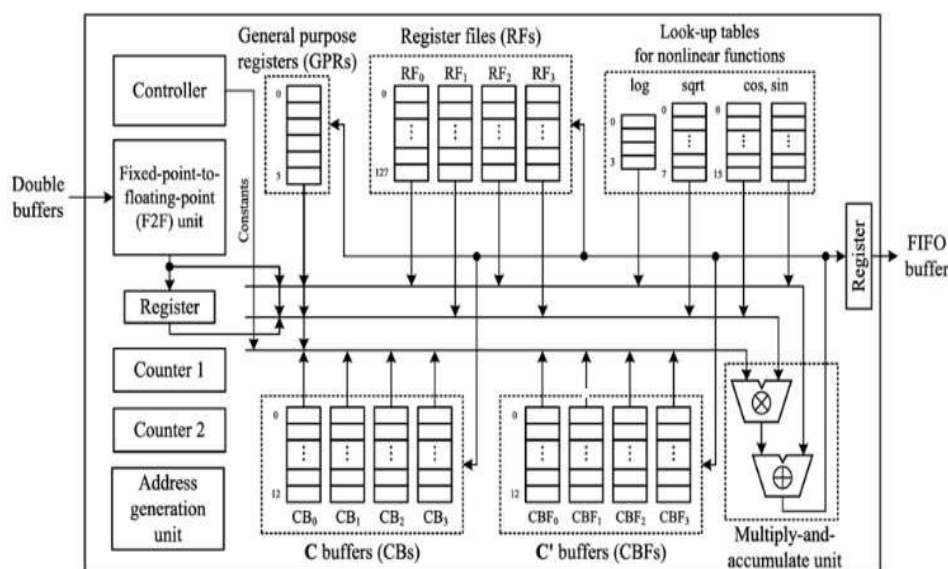 General purpose
registers (GPRs)
Register files (RFs)
Look-up tables
for nonlinear functions
Controller
0
5
RF0
RF1
RF2
RF3
0
127
log
sqrt
cos, sin
0
3
0
7
0
15
Double
buffers
Fixed-point-to-
floating-point
(F2F) unit
Constants
Register
Register
FIFO
buffer
Counter 1
Counter 2
Address
generation
unit
0
12
CB0
CB1
CB2
CB3
C buffers (CBs)
0
12
CBF0
CBF1
CBF2
CBF3
C' buffers (CBFs)
Multiply-and-
accumulate unit